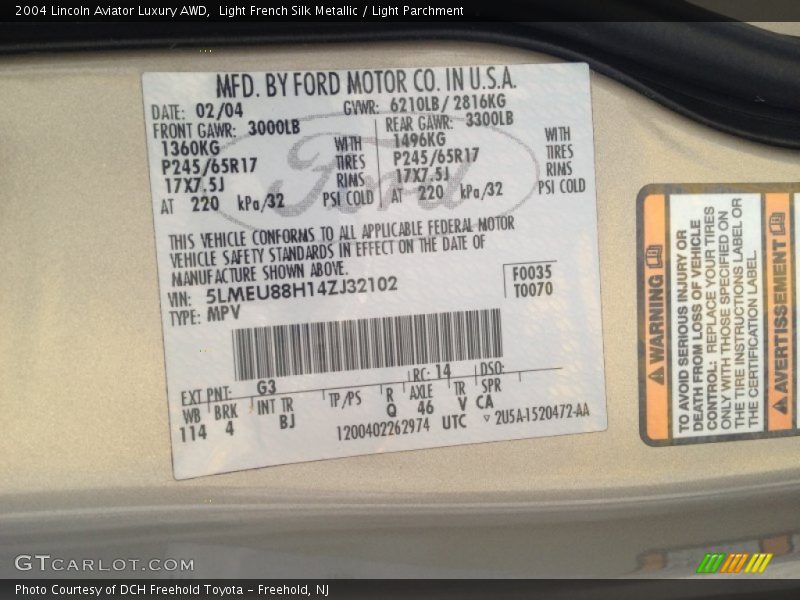 2004 Lincoln Aviator Luxury AWD, Light French Silk Metallic / Light Parchment
MFD. BY FORD MOTOR CO. IN U.S.A.
DATE: 02/04 GVWR: 6210LB/ 2816KG
FRONT GAWR: 3000LB REAR GAWR: 3300LB
1360KG WITH 1496KG WITH
P245/65R17 TIRES P245/65R17 TIRES
17X7.5J RINS 17X7.5J RINS
AT 220 kPa/32 PSI COLD AT 220 kPa/32 PSI COLD
Ford
THIS VEHICLE CONFORMS TO ALL APPLICABLE FEDERAL MOTOR
VEHICLE SAFETY STANDARDS IN EFFECT ON THE DATE OF
MANUFACTURE SHOWN ABOVE.
VIN: 5LMEU88H14ZJ32102 F0035
TYPE: MPV T0070
EXT PNT: G3 RC: 14 DSO:
WB BRK INT TR TP/PS R AXLE TR SPR
114 4 BJ Q 46 V CA
1200402262974 UTC ▽ 2U5A-1520472-AA
WARNING
TO AVOID SERIOUS INJURY OR
DEATH FROM LOSS OF VEHICLE
CONTROL: REPLACE YOUR TIRES
ONLY WITH THOSE SPECIFIED ON
THE TIRE INSTRUCTIONS LABEL OR
THE CERTIFICATION LABEL.
AVERTISSEMENT
GTCARLOT.COM
Photo Courtesy of DCH Freehold Toyota - Freehold, NJ